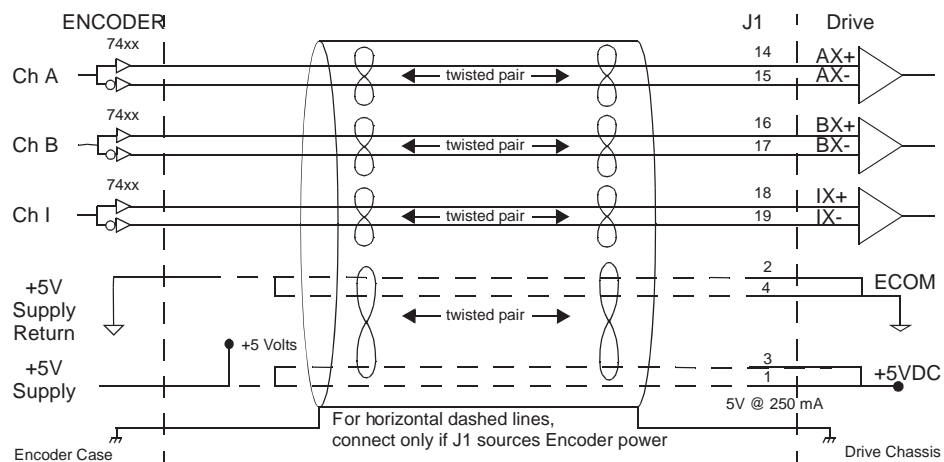 ENCODER J1 Drive
74xx
Ch A
twisted pair
14 AX+
15 AX-
74xx
Ch B
twisted pair
16 BX+
17 BX-
74xx
Ch I
twisted pair
18 IX+
19 IX-
+5V
Supply
Return
twisted pair
2
4
ECOM
+5 Volts
+5V
Supply
3
1
+5VDC
5V @ 250 mA
For horizontal dashed lines,
connect only if J1 sources Encoder power
Encoder Case
Drive Chassis